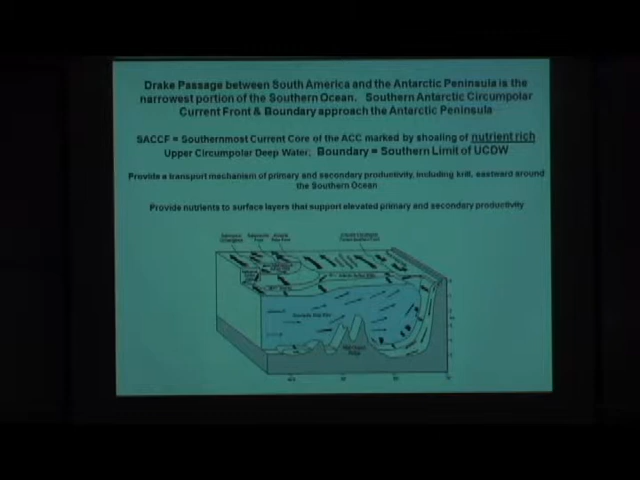 Drake Passage between South America and the Antarctic Peninsula is the
narrowest portion of the Southern Ocean. Southern Antarctic Circumpolar
Current Front & Boundary approach the Antarctic Peninsula
SACCF = Southernmost Current Core of the ACC marked by shoaling of nutrient rich
Upper Circumpolar Deep Water; Boundary = Southern Limit of UCDW
Provide a transport mechanism of primary and secondary productivity, including krill, eastward around
the Southern Ocean
Provide nutrients to surface layers that support elevated primary and secondary productivity